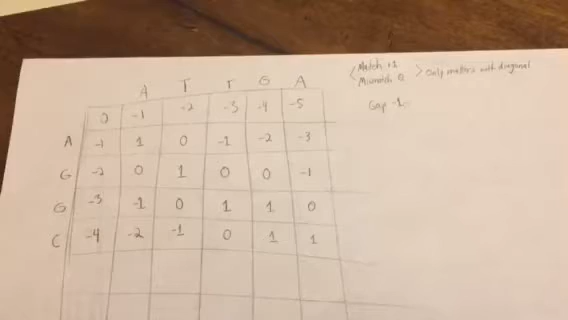 Match +1
Mismatch 0 > Only matters with diagonal
Gap -1
A T T G A
0 -1 -2 -3 -4 -5
A -1 1 0 -1 -2 -3
G -2 0 1 0 0 -1
G -3 -1 0 1 1 0
C -4 -2 -1 0 1 1